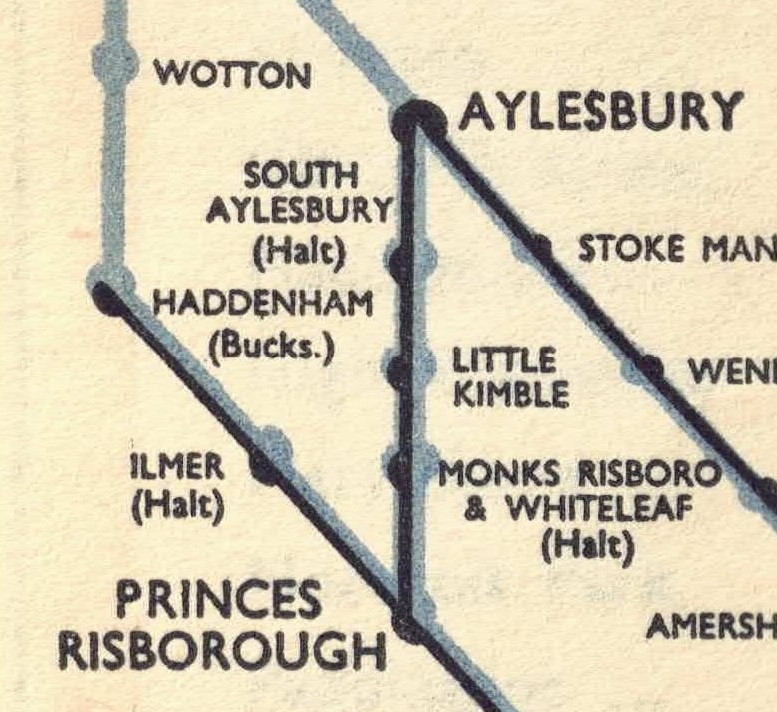 WOTTON
AYLESBURY
SOUTH
AYLESBURY
(Halt)
STOKE MAN
HADDENHAM
(Bucks.)
LITTLE
KIMBLE
WEN
ILMER
(Halt)
MONKS RISBORO
& WHITELEAF
(Halt)
PRINCES
RISBOROUGH
AMERSH